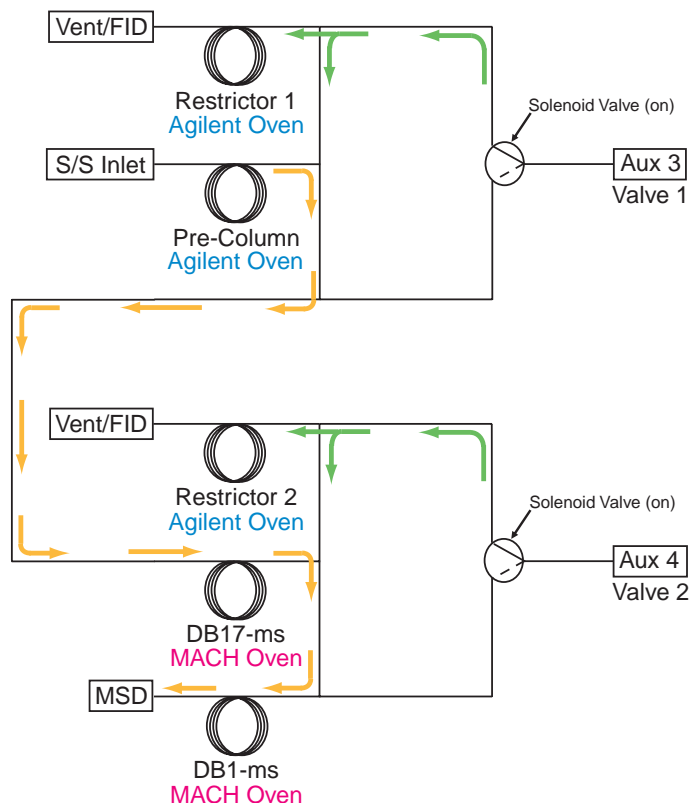 Vent/FID
Restrictor 1
Agilent Oven
Solenoid Valve (on)
S/S Inlet
Aux 3
Valve 1
Pre-Column
Agilent Oven
Vent/FID
Restrictor 2
Agilent Oven
Solenoid Valve (on)
Aux 4
Valve 2
DB17-ms
MACH Oven
MSD
DB1-ms
MACH Oven